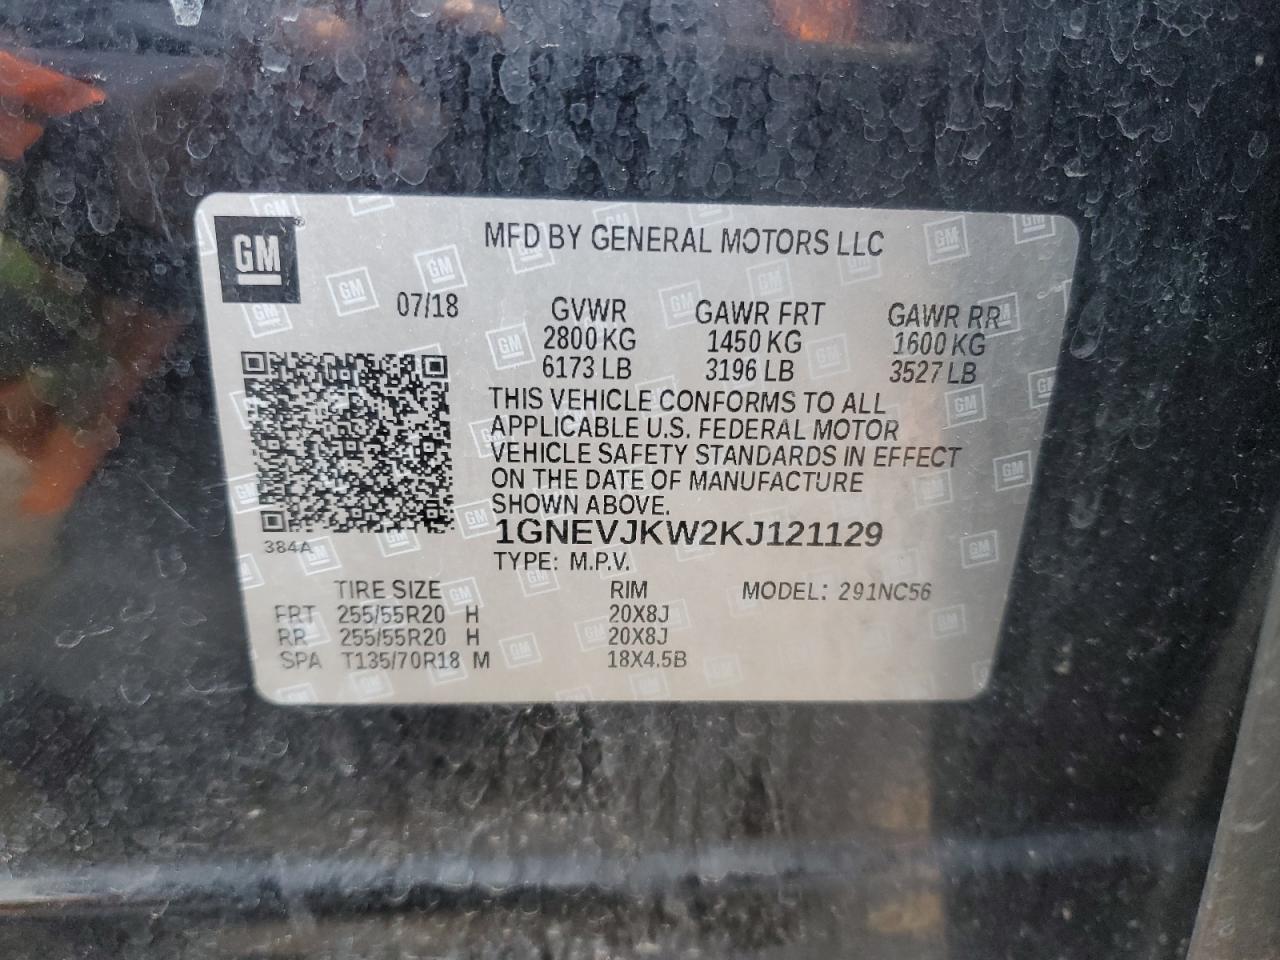 GM
MFD BY GENERAL MOTORS LLC
07/18
GVWR GAWR FRT GAWR RR
2800 KG 1450 KG 1600 KG
6173 LB 3196 LB 3527 LB
THIS VEHICLE CONFORMS TO ALL
APPLICABLE U.S. FEDERAL MOTOR
VEHICLE SAFETY STANDARDS IN EFFECT
ON THE DATE OF MANUFACTURE
SHOWN ABOVE.
1GNEVJKW2KJ121129
384A
TYPE: M.P.V.
TIRE SIZE RIM MODEL: 291NC56
FRT 255/55R20 H 20X8J
RR 255/55R20 H 20X8J
SPA T135/70R18 M 18X4.5B